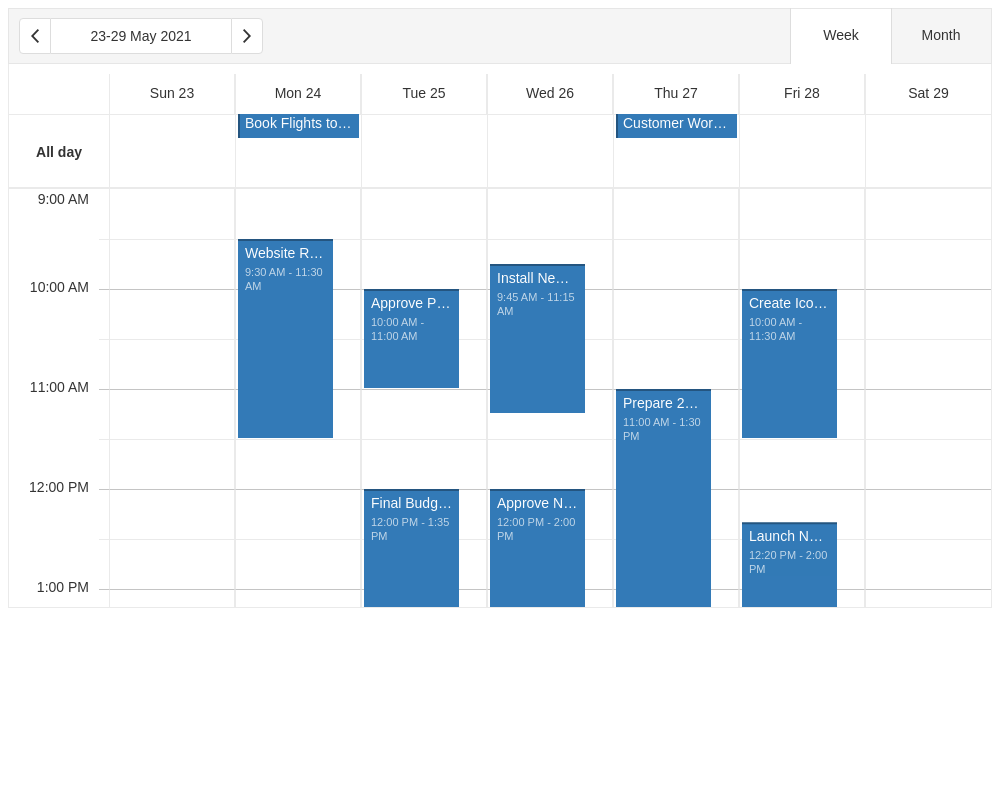 23-29 May 2021
Week
Month
Sun 23
Mon 24
Tue 25
Wed 26
Thu 27
Fri 28
Sat 29
All day
Book Flights to…
Customer Wor…
9:00 AM
10:00 AM
11:00 AM
12:00 PM
1:00 PM
Website R…
9:30 AM - 11:30
AM
Approve P…
10:00 AM -
11:00 AM
Final Budg…
12:00 PM - 1:35
PM
Install Ne…
9:45 AM - 11:15
AM
Approve N…
12:00 PM - 2:00
PM
Prepare 2…
11:00 AM - 1:30
PM
Create Ico…
10:00 AM -
11:30 AM
Launch N…
12:20 PM - 2:00
PM